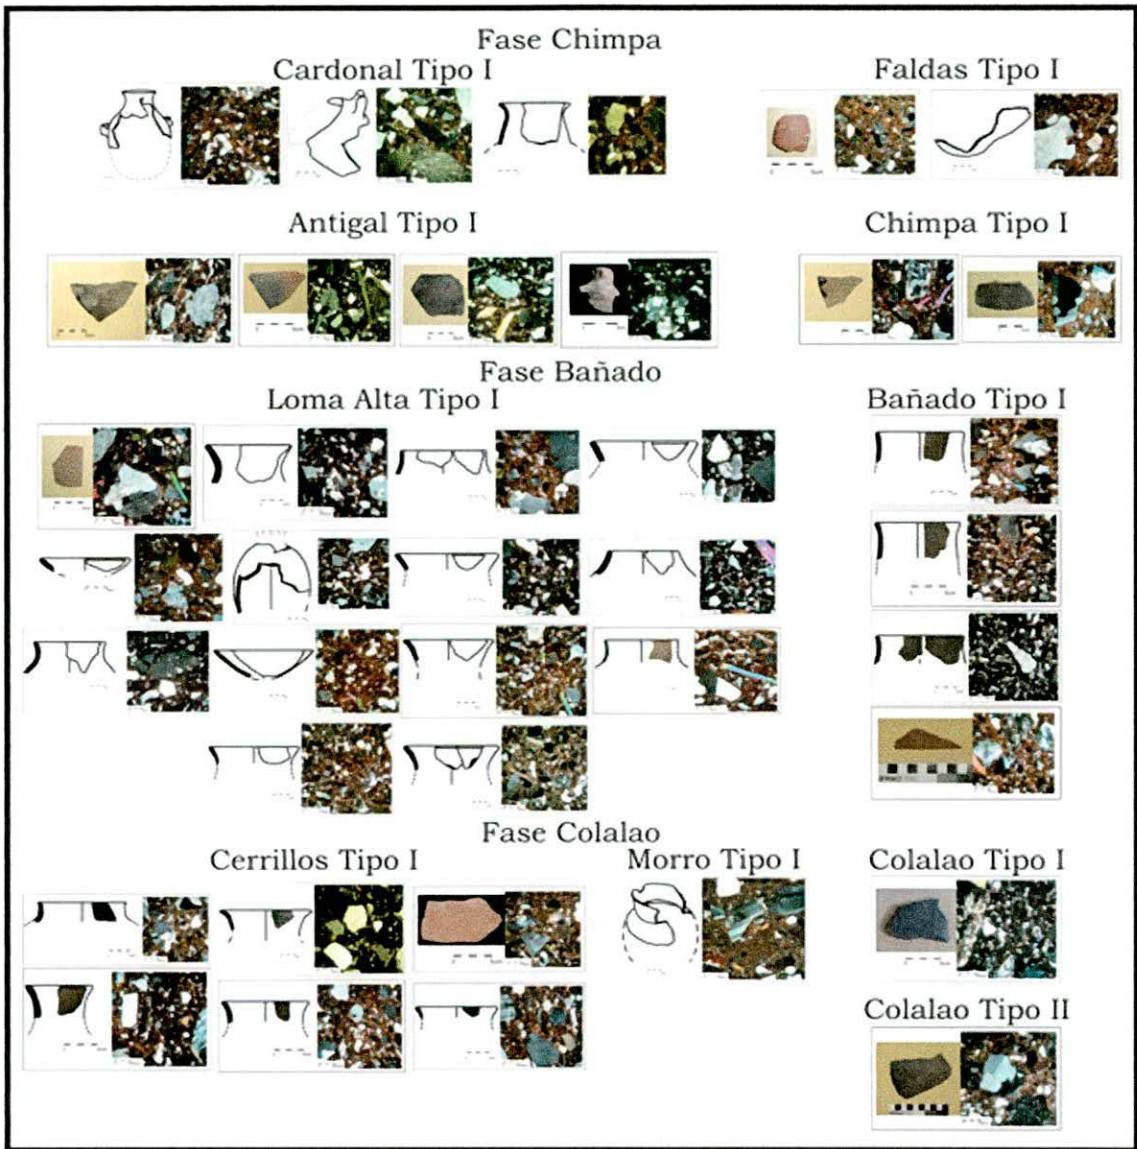 Fase Chimpa
Cardonal Tipo I
Faldas Tipo I
Antigal Tipo I
Chimpa Tipo I
Fase Bañado
Loma Alta Tipo I
Bañado Tipo I
Fase Colalao
Cerrillos Tipo I
Morro Tipo I
Colalao Tipo I
Colalao Tipo II